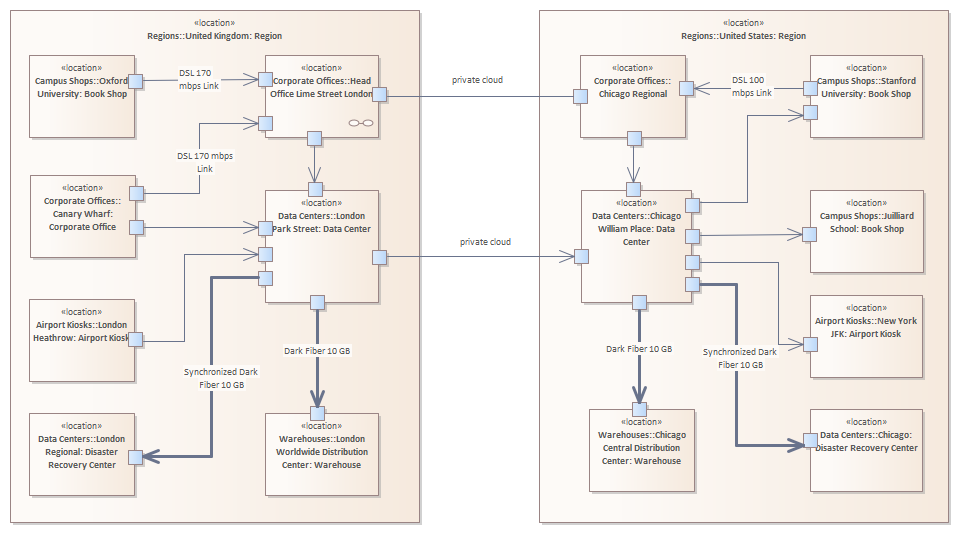 «location»
Regions::United Kingdom: Region
«location»
Campus Shops::Oxford
University: Book Shop
DSL 170
mbps Link
«location»
Corporate Offices::Head
Office Lime Street London
DSL 170 mbps
Link
«location»
Corporate Offices::
Canary Wharf:
Corporate Office
«location»
Data Centers::London
Park Street: Data Center
«location»
Airport Kiosks::London
Heathrow: Airport Kiosk
Synchronized Dark
Fiber 10 GB
Dark Fiber 10 GB
«location»
Data Centers::London
Regional: Disaster
Recovery Center
«location»
Warehouses::London
Worldwide Distribution
Center: Warehouse
private cloud
private cloud
«location»
Regions::United States: Region
«location»
Corporate Offices::
Chicago Regional
DSL 100
mbps Link
«location»
Campus Shops::Stanford
University: Book Shop
«location»
Data Centers::Chicago
William Place: Data
Center
«location»
Campus Shops::Juilliard
School: Book Shop
«location»
Airport Kiosks::New York
JFK: Airport Kiosk
Dark Fiber 10 GB
Synchronized Dark
Fiber 10 GB
«location»
Warehouses::Chicago
Central Distribution
Center: Warehouse
«location»
Data Centers::Chicago:
Disaster Recovery Center